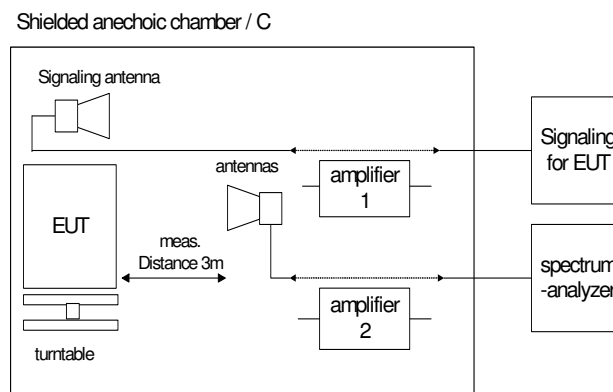 Shielded anechoic chamber / C
Signaling antenna
Signaling
for EUT
antennas
amplifier
1
EUT
meas.
Distance 3m
spectrum
-analyzer
amplifier
2
turntable